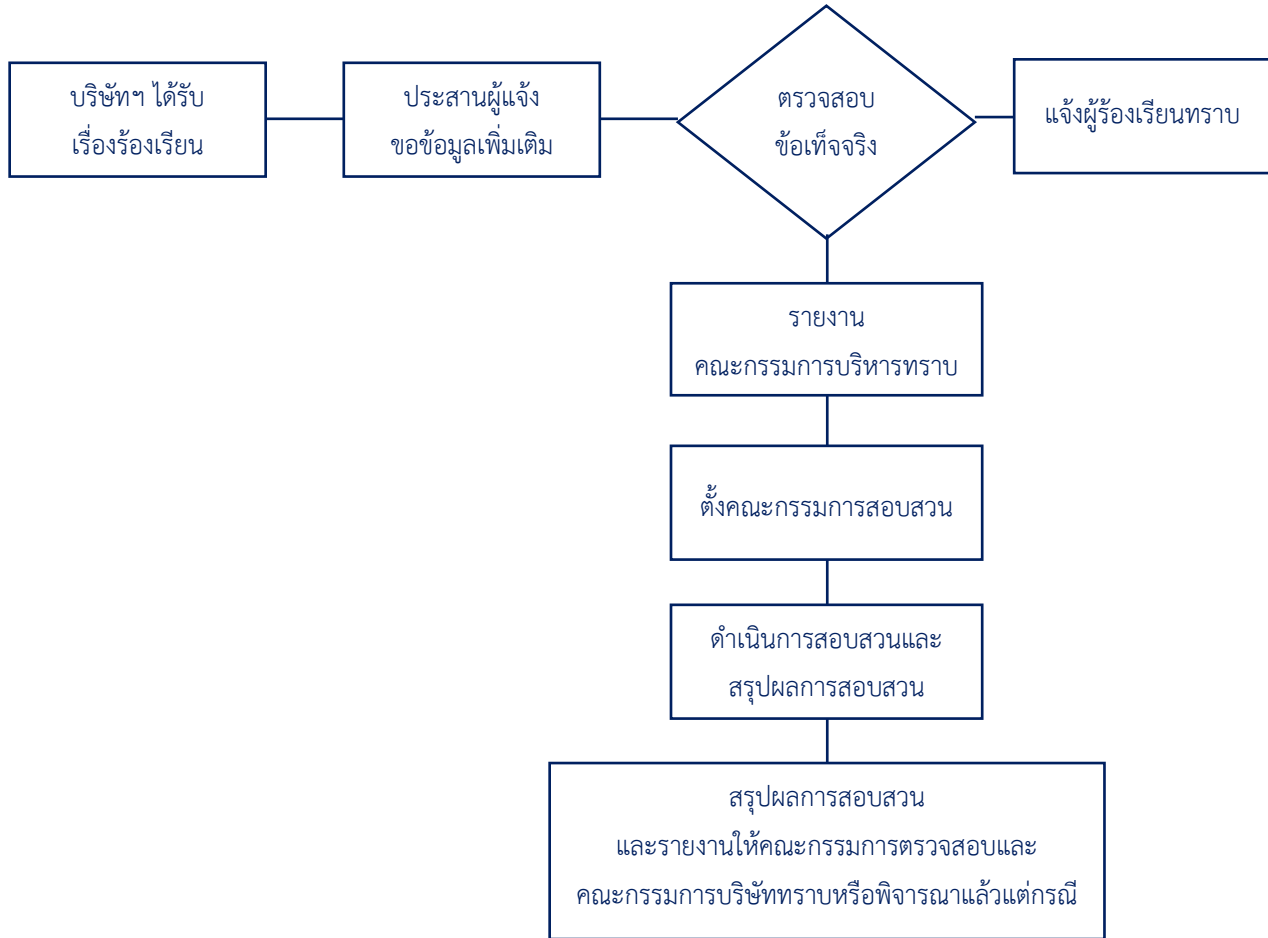 บริษัทฯ ได้รับ
เรื่องร้องเรียน
ประสานผู้แจ้ง
ขอข้อมูลเพิ่มเติม
ตรวจสอบ
ข้อเท็จจริง
แจ้งผู้ร้องเรียนทราบ
รายงาน
คณะกรรมการบริหารทราบ
ตั้งคณะกรรมการสอบสวน
ดำเนินการสอบสวนและ
สรุปผลการสอบสวน
สรุปผลการสอบสวน
และรายงานให้คณะกรรมการตรวจสอบและ
คณะกรรมการบริษัททราบหรือพิจารณาแล้วแต่กรณี